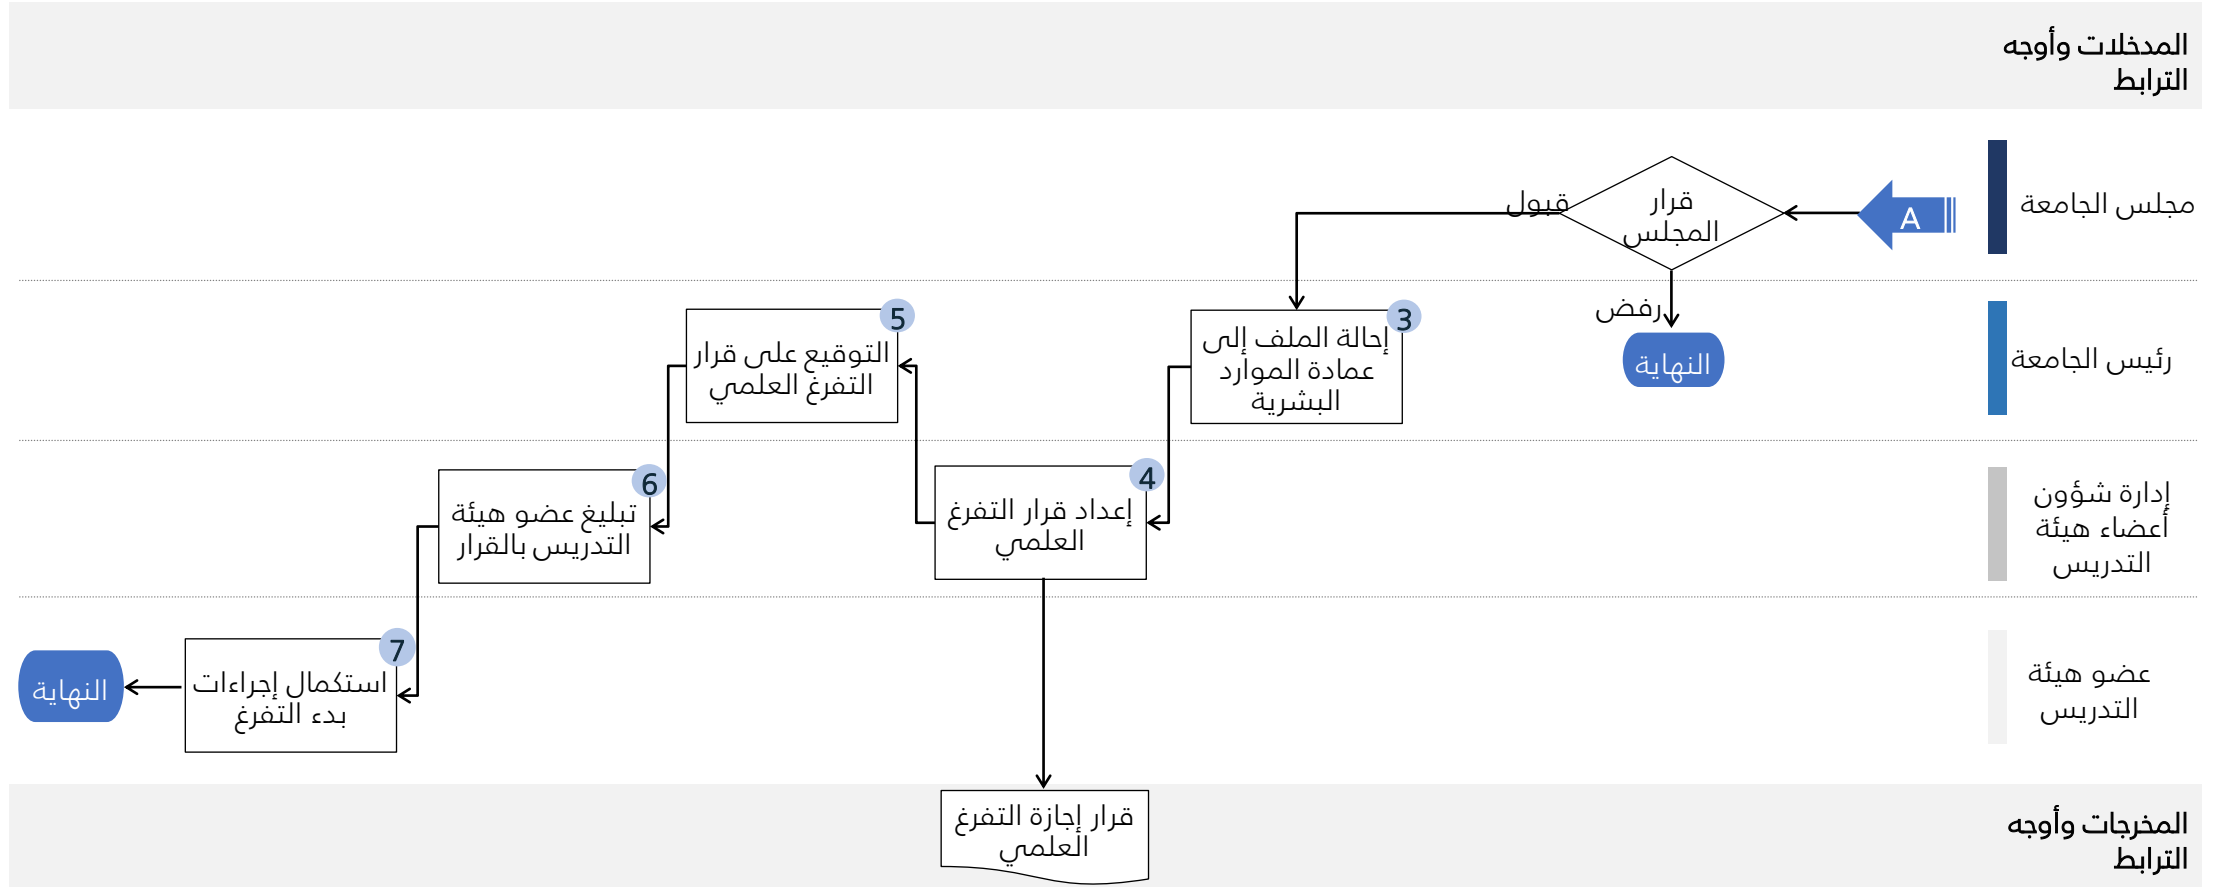 المدخلات وأوجه
الترابط
مجلس الجامعة
A
قرار
المجلس
قبول
رفض
رئيس الجامعة
النهاية
3
إحالة الملف إلى
عمادة الموارد
البشرية
5
التوقيع على قرار
التفرغ العلمي
إدارة شؤون
أعضاء هيئة
التدريس
4
إعداد قرار التفرغ
العلمي
6
تبليغ عضو هيئة
التدريس بالقرار
عضو هيئة
التدريس
7
استكمال إجراءات
بدء التفرغ
النهاية
المخرجات وأوجه
الترابط
قرار إجازة التفرغ
العلمي